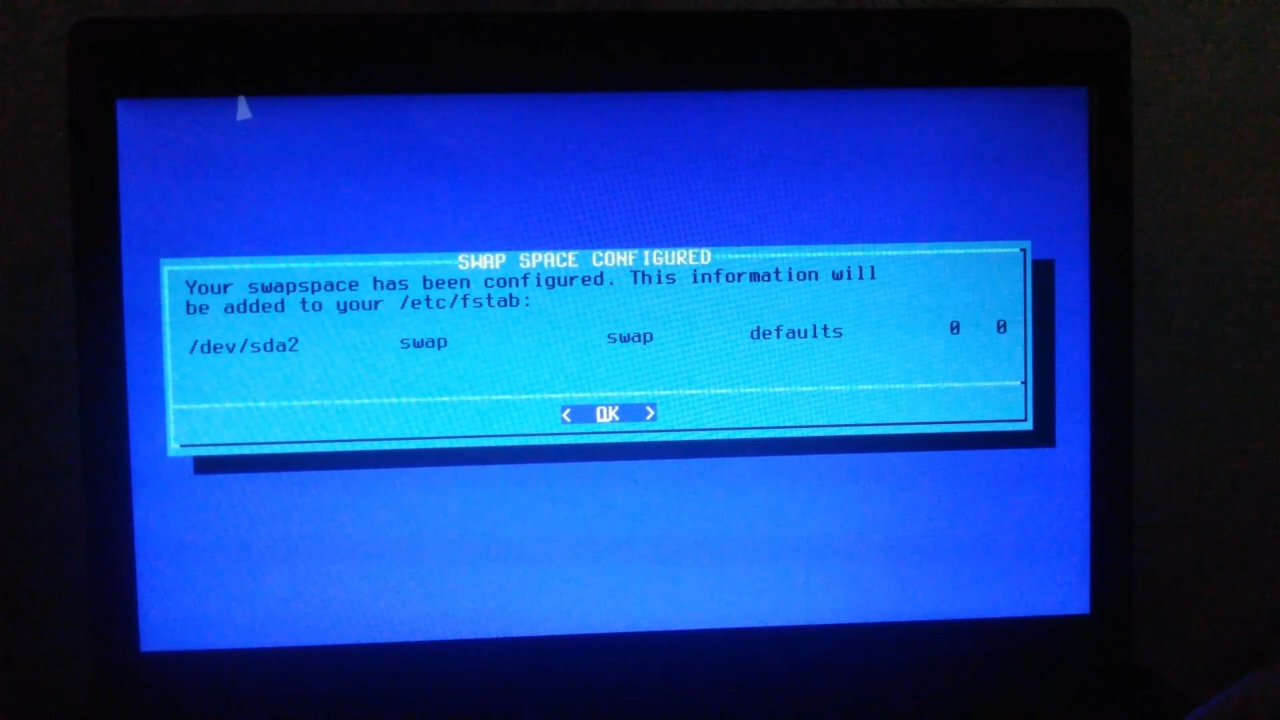 SWAP SPACE CONFIGURED
Your swapspace has been configured. This information will
be added to your /etc/fstab:
/dev/sda2 swap swap defaults 0 0
< OK >